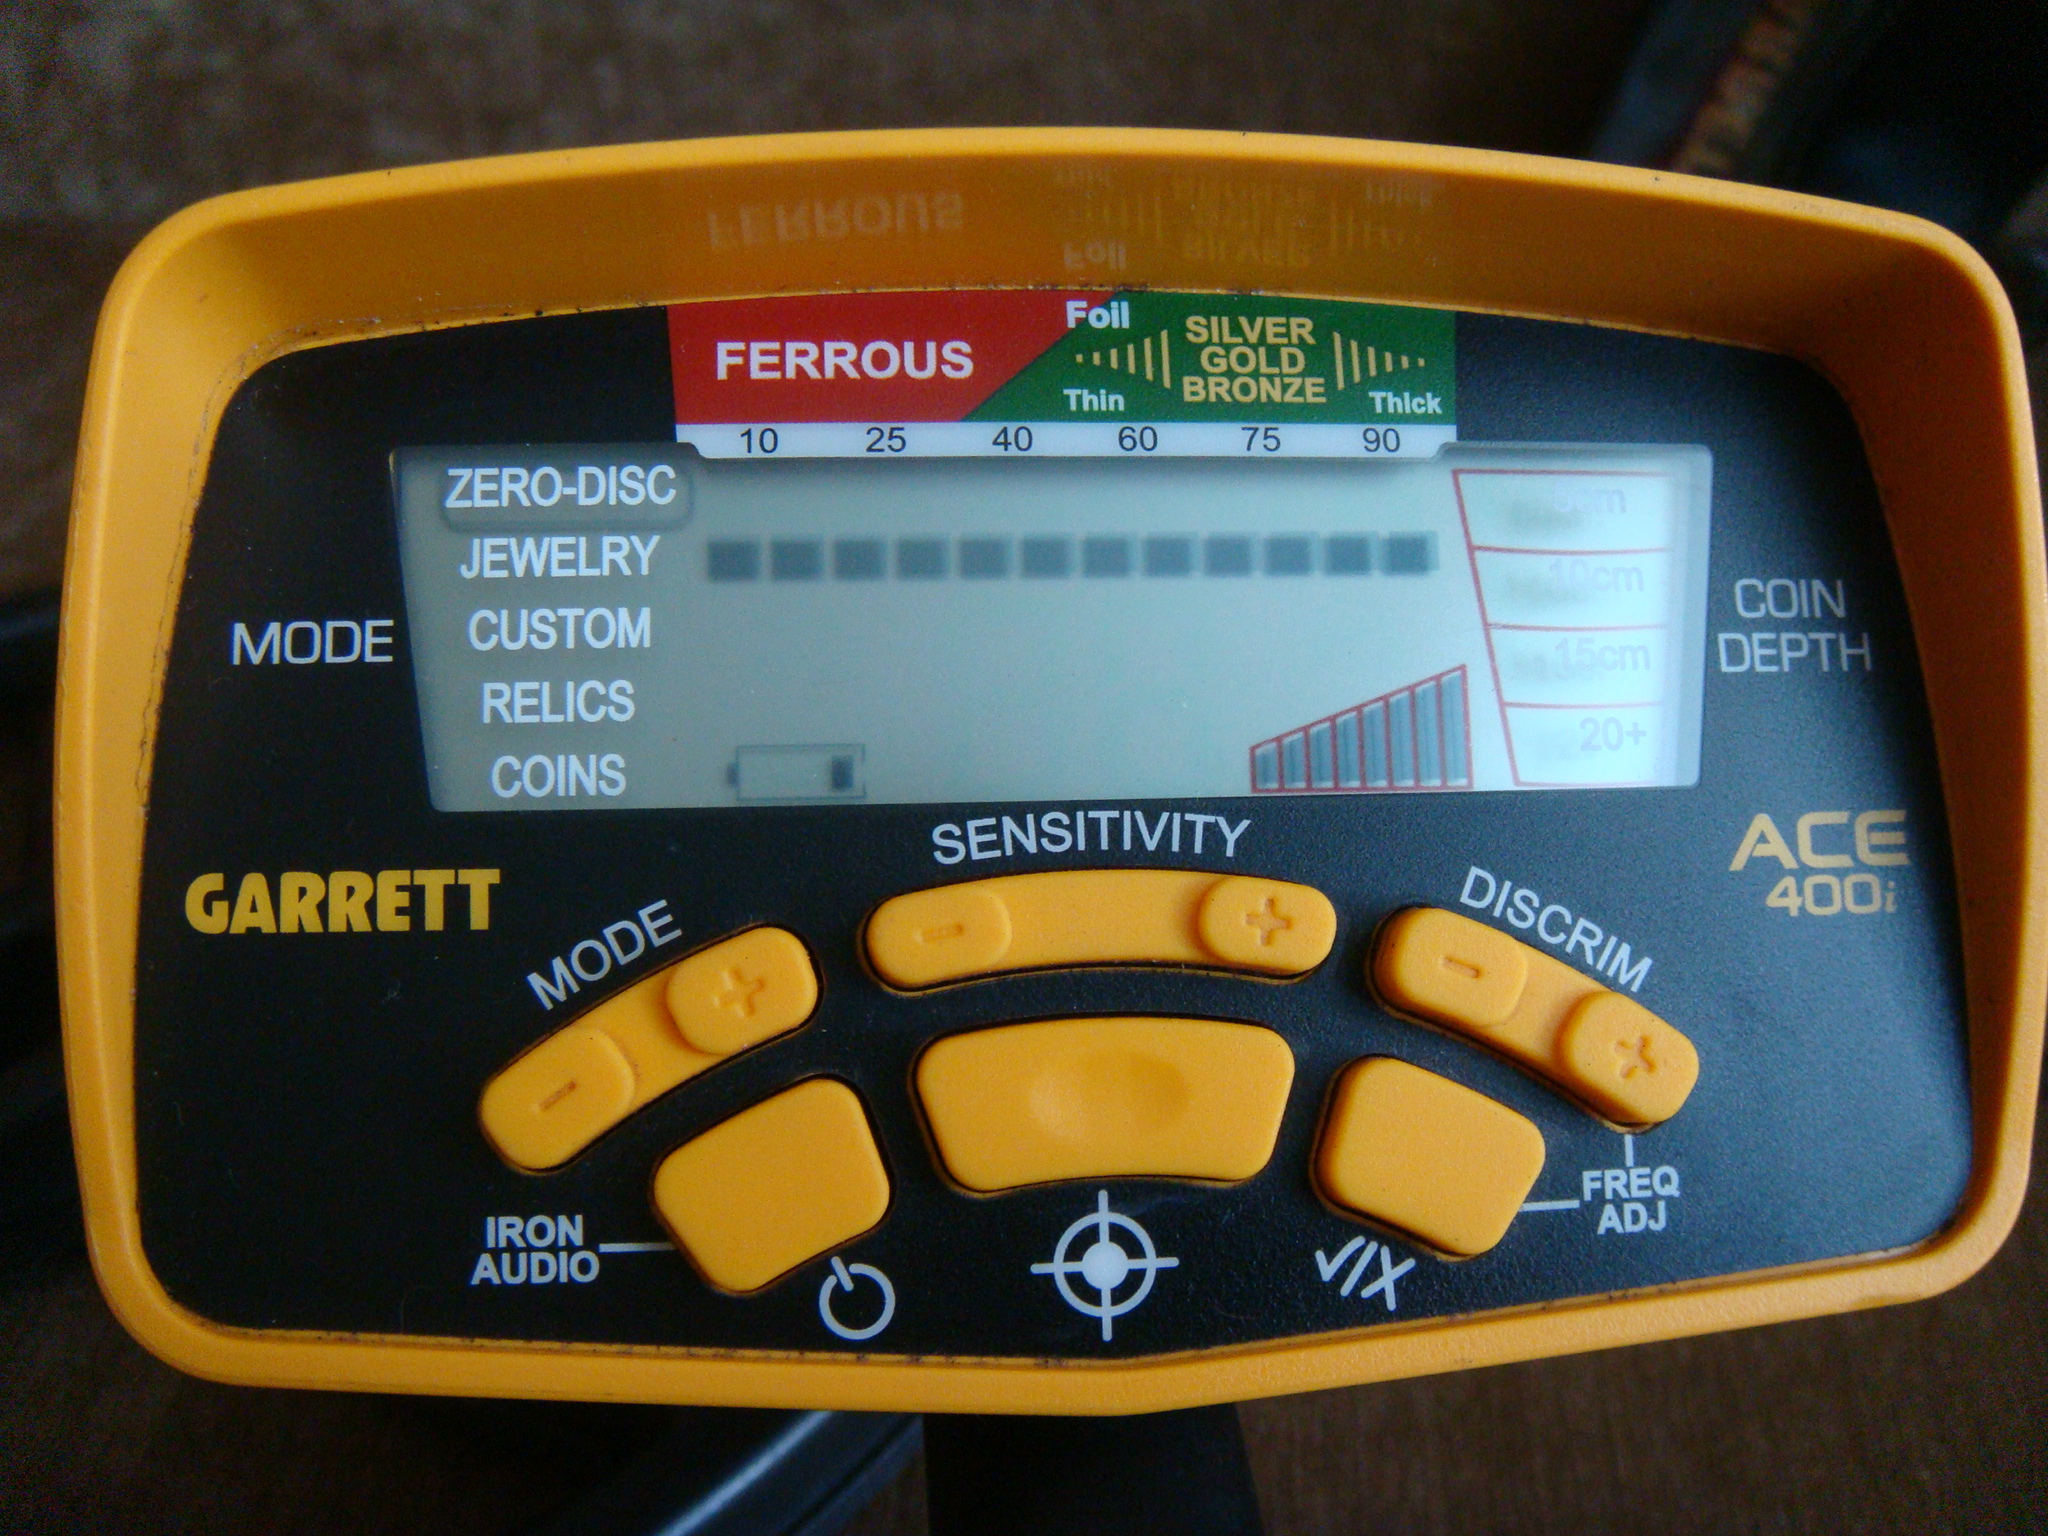 FERROUS
Foil
Thin
SILVER
GOLD
BRONZE
Thick
10 25 40 60 75 90
ZERO-DISC
JEWELRY
CUSTOM
RELICS
COINS
MODE
10cm
15cm
20+
COIN
DEPTH
GARRETT
ACE
400i
SENSITIVITY
MODE
DISCRIM
- +
- +
- +
IRON
AUDIO
FREQ
ADJ
√/X